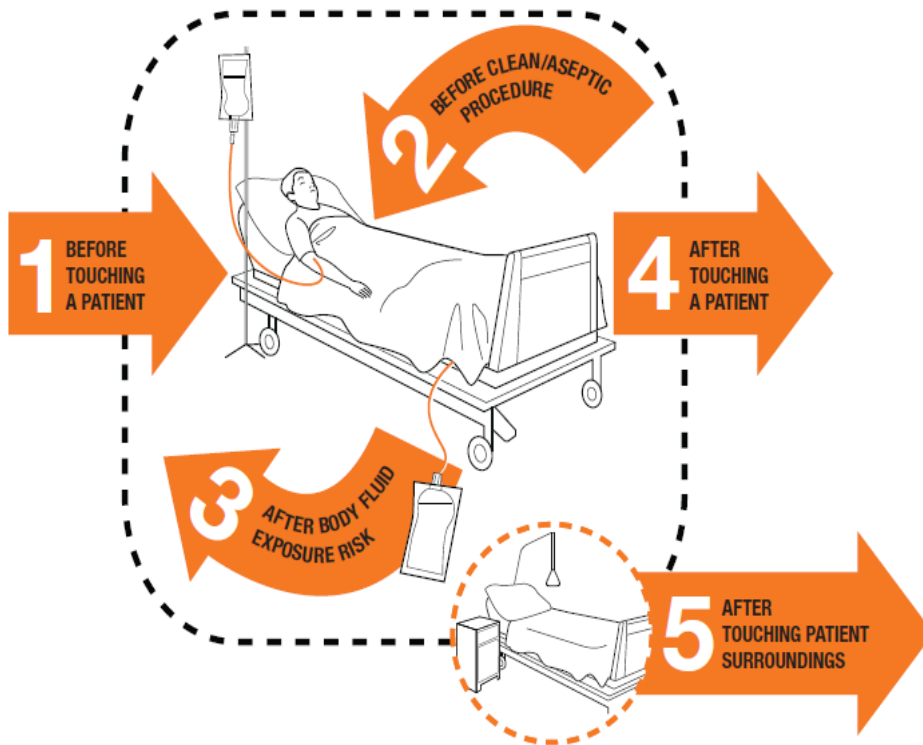 1
BEFORE
TOUCHING
A PATIENT
2
BEFORE CLEAN/ASEPTIC
PROCEDURE
3
AFTER BODY FLUID
EXPOSURE RISK
4
AFTER
TOUCHING
A PATIENT
5
AFTER
TOUCHING PATIENT
SURROUNDINGS